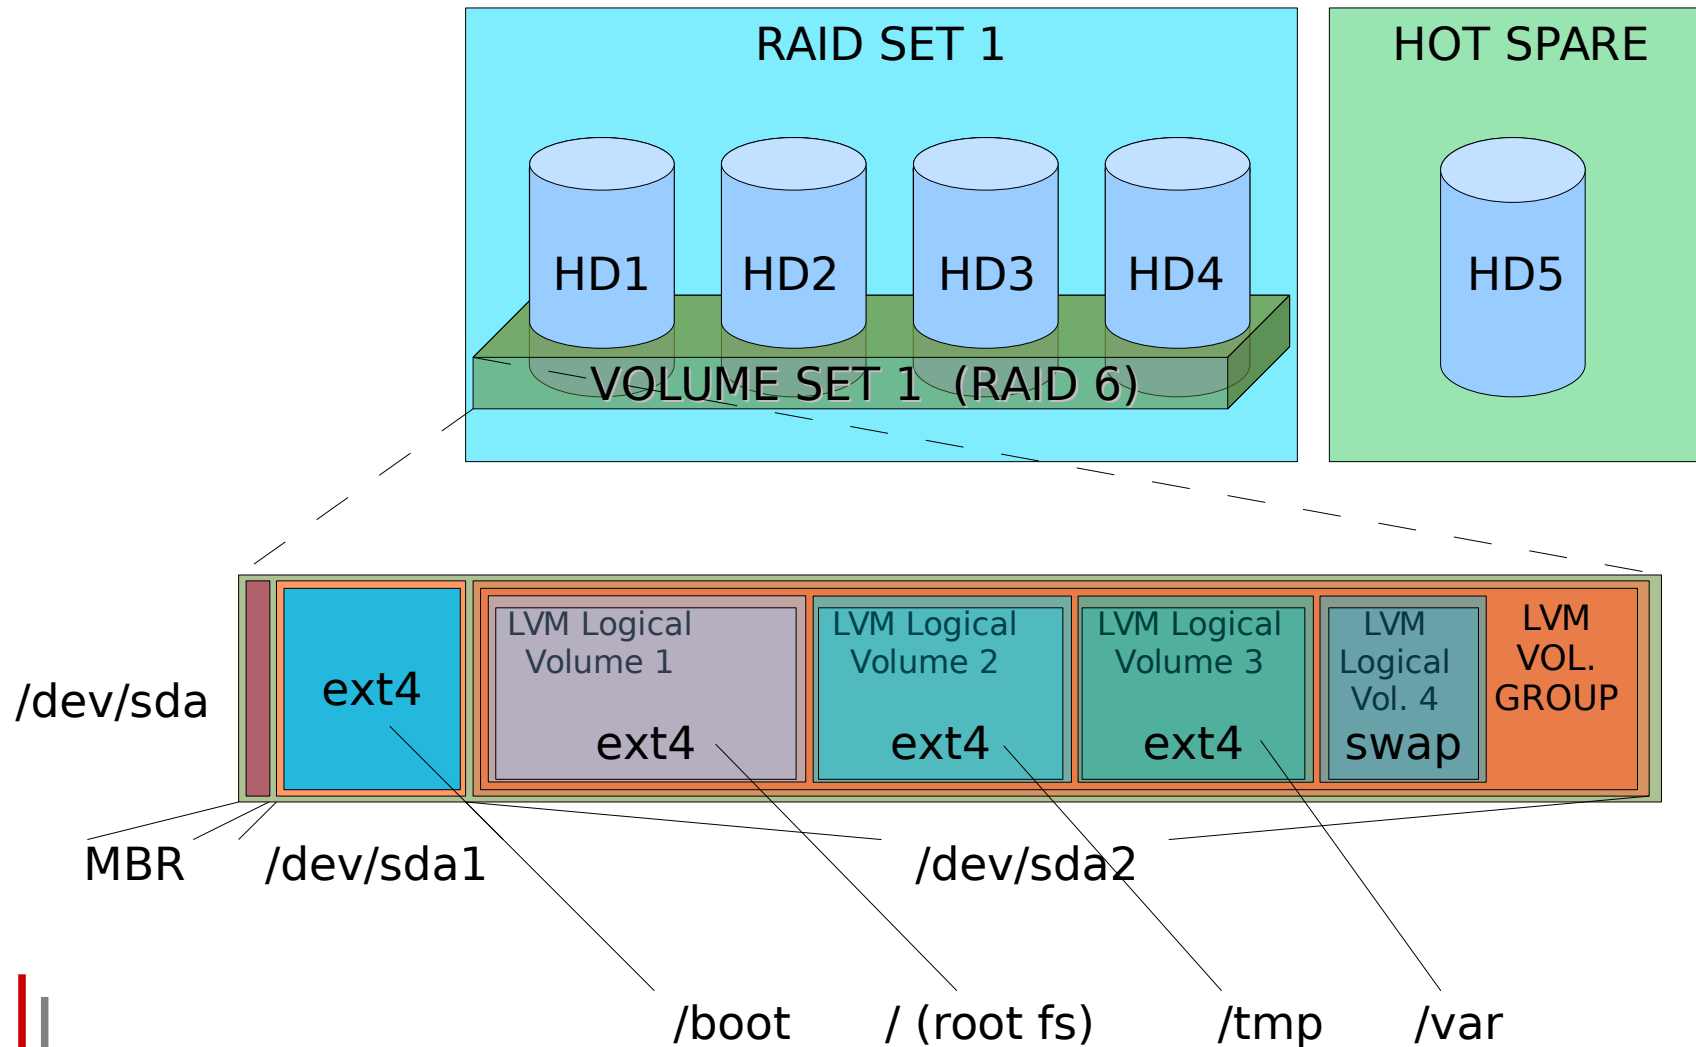 RAID SET 1
HOT SPARE
HD1
HD2
HD3
HD4
HD5
VOLUME SET 1 (RAID 6)
/dev/sda
ext4
LVM Logical
Volume 1
ext4
LVM Logical
Volume 2
ext4
LVM Logical
Volume 3
ext4
LVM
Logical
Vol. 4
swap
LVM
VOL.
GROUP
MBR
/dev/sda1
/dev/sda2
/boot
/ (root fs)
/tmp
/var